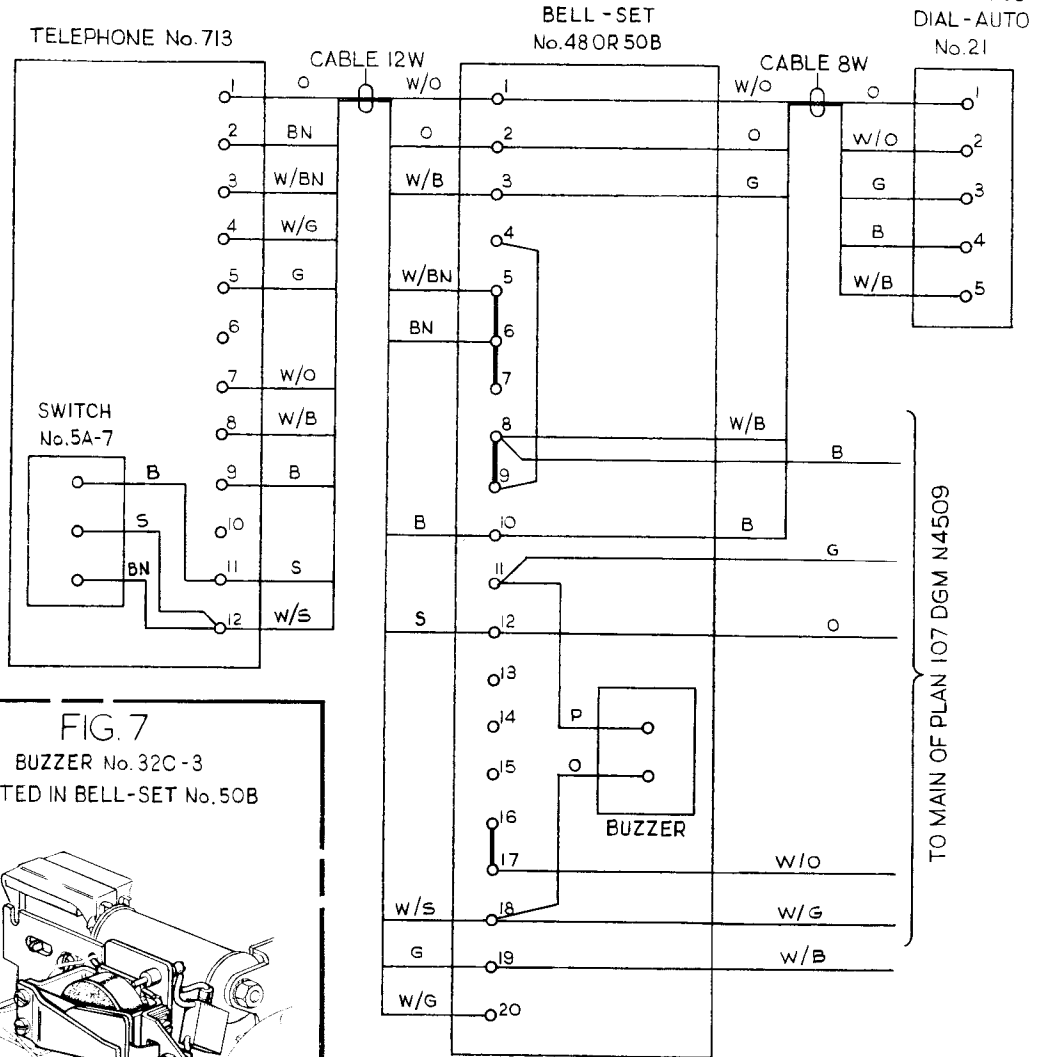 BELL-SET
No.48 OR 50B
DIAL-AUTO
No.21
TELEPHONE No.713
CABLE 12W
CABLE 8W
1 O W/O 1 W/O O 1
2 BN O 2 O W/O 2
3 W/BN W/B 3 G G 3
4 W/G 4 B 4
5 G W/BN 5 W/B 5
6 BN 6
7 W/O 7
8 W/B 8 W/B
B
9 B 9
10 B 10 B
11 S 11 G
12 W/S S 12 O
SWITCH
No.5A-7
B
S
BN
13
14
15
16
17 W/O
W/S 18 W/G
G 19 W/B
W/G 20
P
O
BUZZER
TO MAIN OF PLAN 107 DGM N4509
FIG. 7
BUZZER No.32C-3
TED IN BELL-SET No.50B